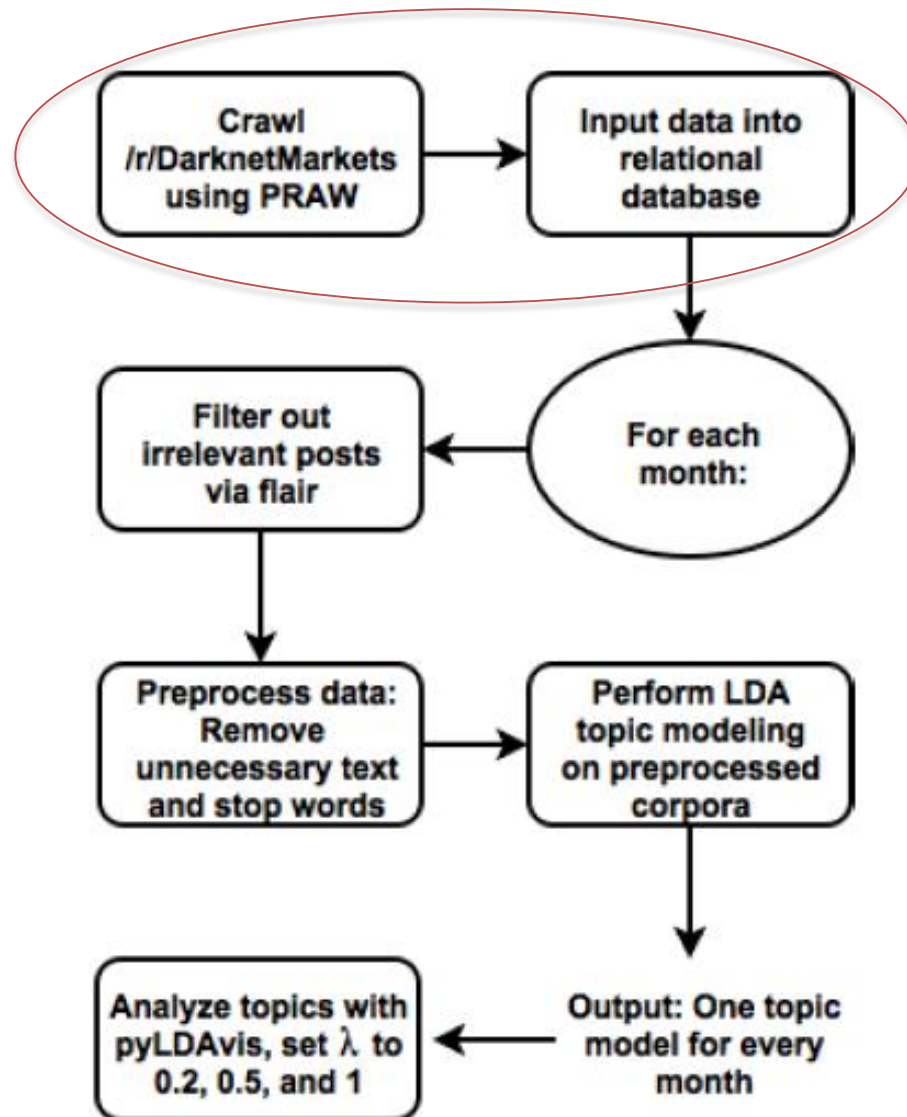 Crawl
/r/DarknetMarkets
using PRAW
Input data into
relational
database
For each
month:
Filter out
irrelevant posts
via flair
Preprocess data:
Remove
unnecessary text
and stop words
Perform LDA
topic modeling
on preprocessed
corpora
Output: One topic
model for every
month
Analyze topics with
pyLDAvis, set λ to
0.2, 0.5, and 1